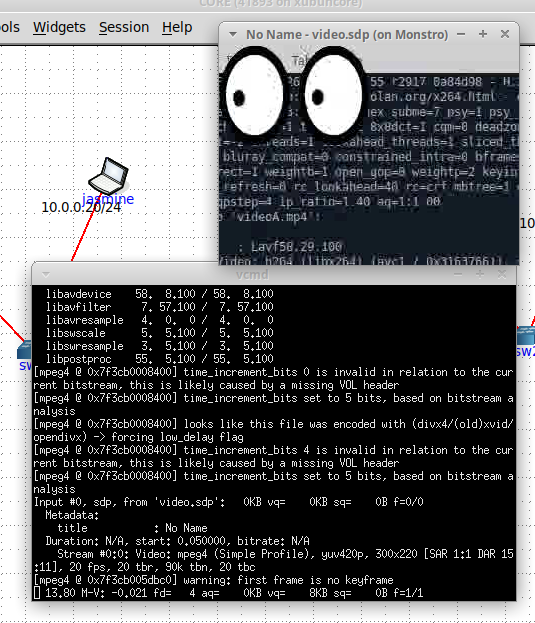 CORE (41893 on xubuncore)
ols Widgets Session Help
No Name - video.sdp (on Monstro)
55 r2917 0a84d98 - H.
olan.org/x264.html
ex subme=7 psy=1 psy_
cf=1 t 8x8dct=1 cqm=0 deadzo
threads=1 lookahead_threads=1 sliced_t
bluray_compat=0 constrained_intra=0 bframe
rect=1 weightb=1 open_gop=0 weightp=2 keyin
refresh=0 rc_lookahead=40 rc=crf mbtree=1
qpstep=4 ip_ratio=1.40 aq=1:1.00
'videoA.mp4':
: Lavf58.29.100
Video: h264 (libx264) (avc1 / 0x31637661)
jasmine
10.0.0.20/24
10
sw
sw2
vcmd
libavdevice 58. 8.100 / 58. 8.100
libavfilter 7. 57.100 / 7. 57.100
libavresample 4. 0. 0 / 4. 0. 0
libswscale 5. 5.100 / 5. 5.100
libswresample 3. 5.100 / 3. 5.100
libpostproc 55. 5.100 / 55. 5.100
[mpeg4 @ 0x7f3cb0008400] time_increment_bits 0 is invalid in relation to the cur
rent bitstream, this is likely caused by a missing VOL header
[mpeg4 @ 0x7f3cb0008400] time_increment_bits set to 5 bits, based on bitstream a
nalysis
[mpeg4 @ 0x7f3cb0008400] looks like this file was encoded with (divx4/(old)xvid/
opendivx) -> forcing low_delay flag
[mpeg4 @ 0x7f3cb0008400] time_increment_bits 4 is invalid in relation to the cur
rent bitstream, this is likely caused by a missing VOL header
[mpeg4 @ 0x7f3cb0008400] time_increment_bits set to 5 bits, based on bitstream a
nalysis
Input #0, sdp, from 'video.sdp': 0KB vq= 0KB sq= 0B f=0/0
Metadata:
title : No Name
Duration: N/A, start: 0.050000, bitrate: N/A
Stream #0:0: Video: mpeg4 (Simple Profile), yuv420p, 300x220 [SAR 1:1 DAR 15
:11], 20 fps, 20 tbr, 90k tbn, 20 tbc
[mpeg4 @ 0x7f3cb005dbc0] warning: first frame is no keyframe
13.80 M-V: -0.021 fd= 4 aq= 0KB vq= 8KB sq= 0B f=1/1